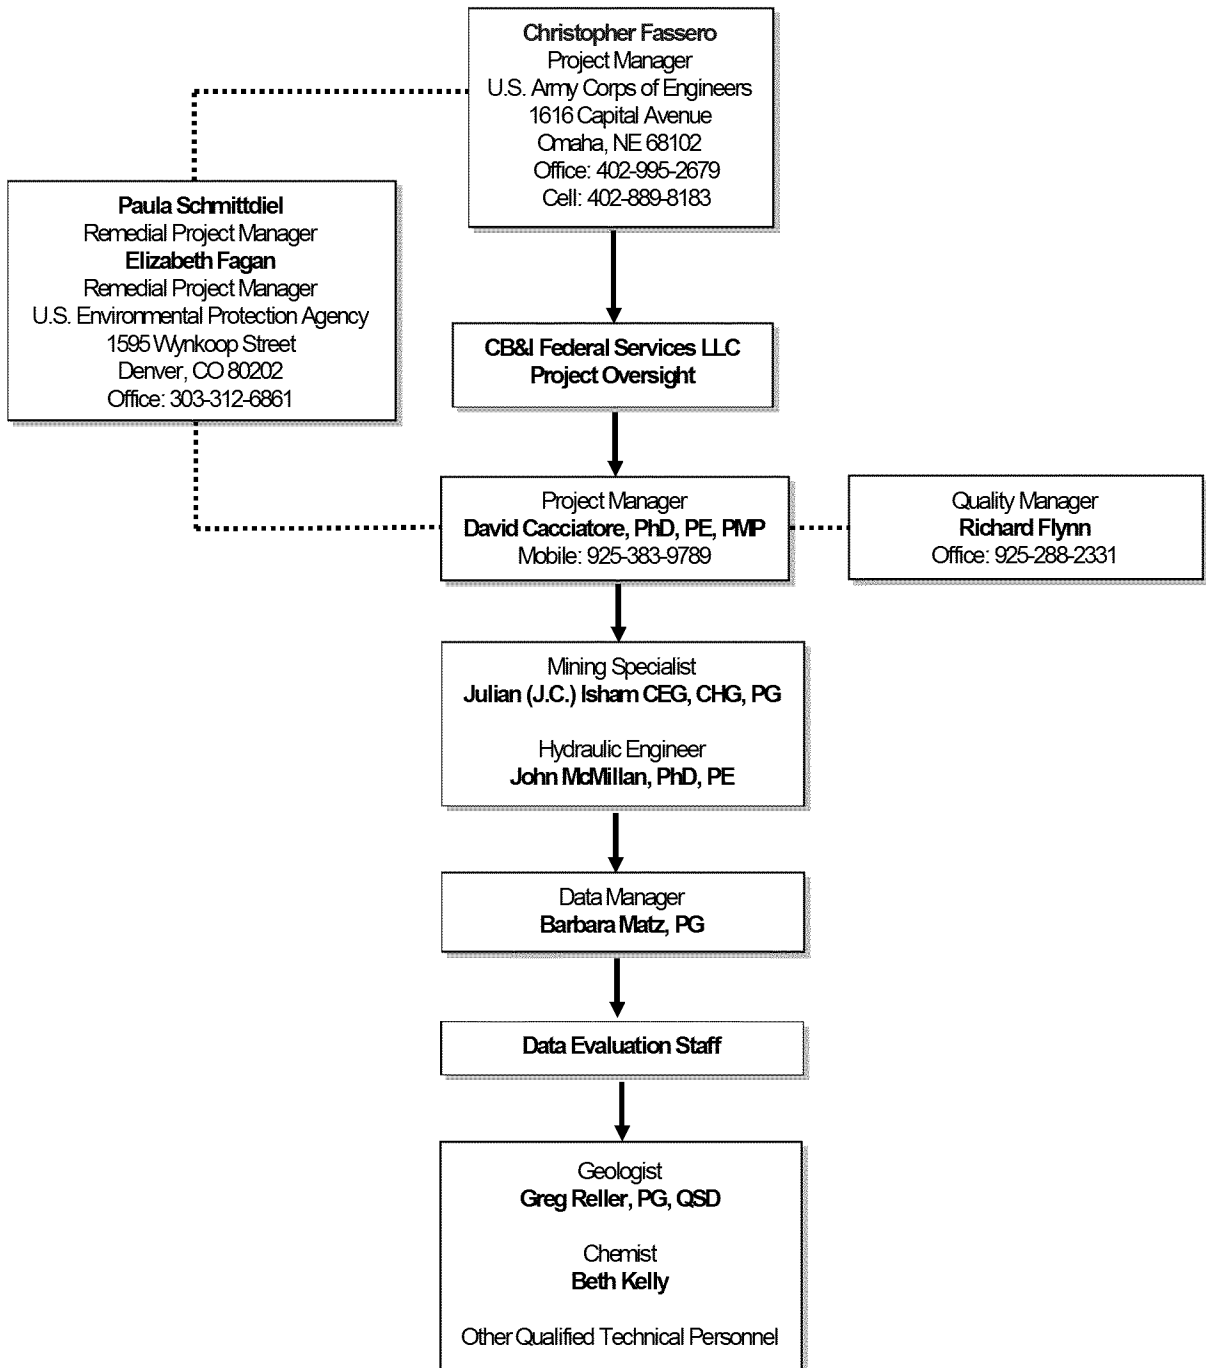 Christopher Fassero
Project Manager
U.S. Army Corps of Engineers
1616 Capital Avenue
Omaha, NE 68102
Office: 402-995-2679
Cell: 402-889-8183
Paula Schmittdiel
Remedial Project Manager
Elizabeth Fagan
Remedial Project Manager
U.S. Environmental Protection Agency
1595 Wynkoop Street
Denver, CO 80202
Office: 303-312-6861
CB&I Federal Services LLC
Project Oversight
Project Manager
David Cacciatore, PhD, PE, PMP
Mobile: 925-383-9789
Quality Manager
Richard Flynn
Office: 925-288-2331
Mining Specialist
Julian (J.C.) Isham CEG, CHG, PG
Hydraulic Engineer
John McMillan, PhD, PE
Data Manager
Barbara Matz, PG
Data Evaluation Staff
Geologist
Greg Reller, PG, QSD
Chemist
Beth Kelly
Other Qualified Technical Personnel